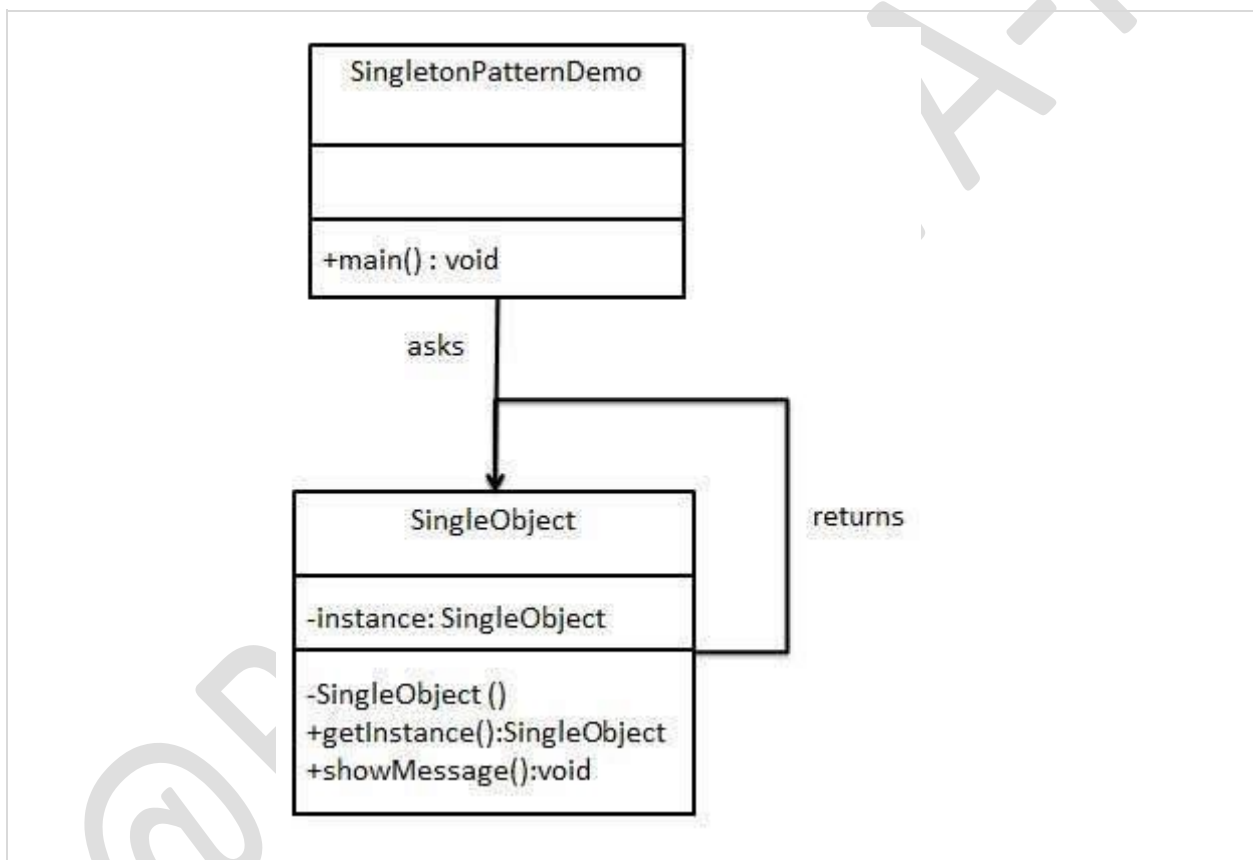 SingletonPatternDemo
+main() : void
asks
SingleObject
returns
-instance: SingleObject
-SingleObject ()
+getInstance():SingleObject
+showMessage():void